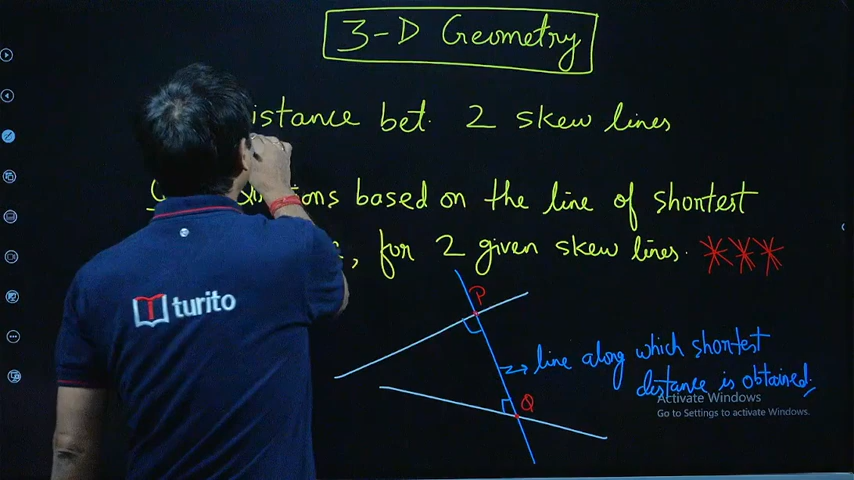 3-D Geometry
istance bet. 2 skew lines
ons based on the line of shortest
, for 2 given skew lines.
turito
P
line along which shortest
distance is obtained.
Q
Activate Windows
Go to Settings to activate Windows.